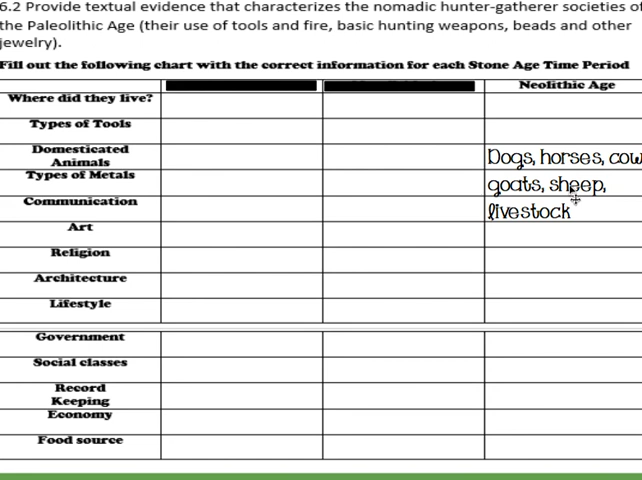 6.2 Provide textual evidence that characterizes the nomadic hunter-gatherer societies of
the Paleolithic Age (their use of tools and fire, basic hunting weapons, beads and other
jewelry).
Fill out the following chart with the correct information for each Stone Age Time Period
Neolithic Age
Where did they live?
Types of Tools
Domesticated
Animals
Dogs, horses, cow
Types of Metals
goats, sheep,
Communication
livestock
Art
Religion
Architecture
Lifestyle
Government
Social classes
Record
Keeping
Economy
Food source